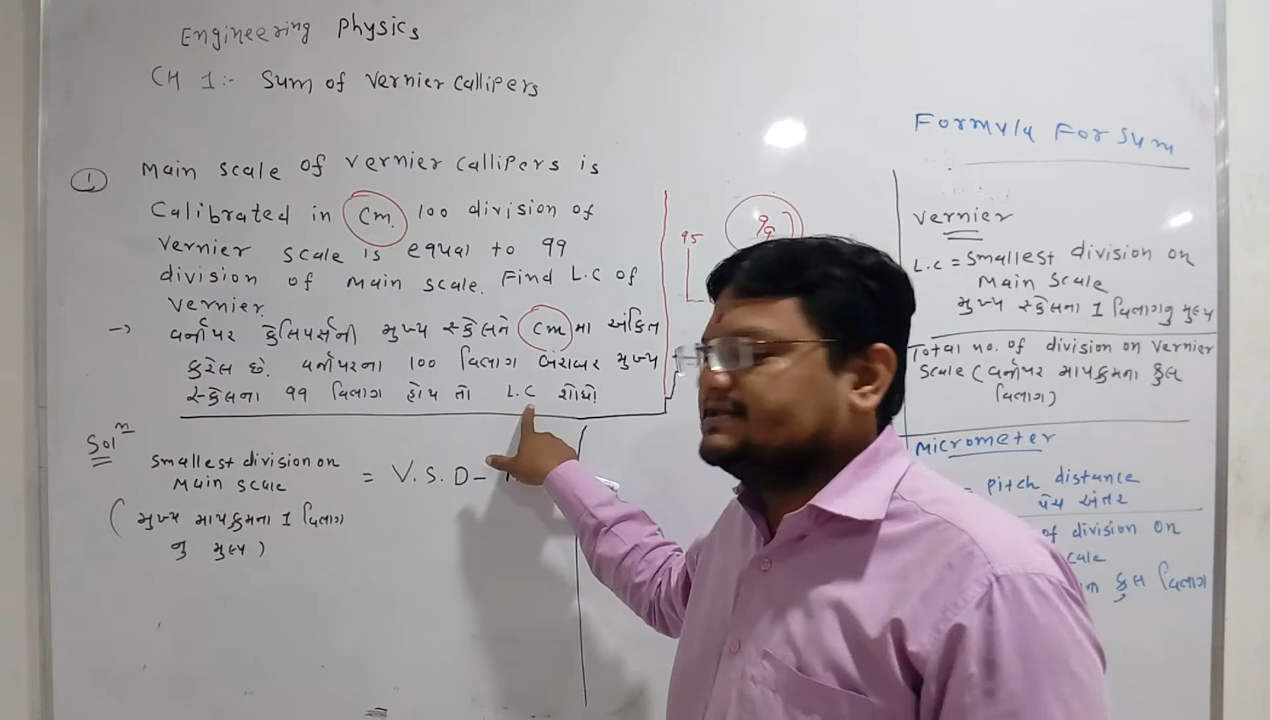 Engineering Physics
CH 1:- Sum of Vernier Callipers
① Main scale of Vernier Callipers is
Calibrated in Cm. 100 division of
Vernier scale is equal to 99
division of main scale. Find L.C of
Vernier.
→ વર્નીયર કેલિપર્સની મુખ્ય સ્કેલને Cm માં અંકિત
કરેલ છે. વર્નીયરના 100 વિભાગ બરાબર મુખ્ય
સ્કેલના 99 વિભાગ હોય તો L.C શોધો
Solⁿ
Smallest division on
Main scale = V.S.D -
( મુખ્ય માપક્રમના 1 વિભાગ
નુ મુલ્ય )
95
Formula For Sum
Vernier
L.C = Smallest division on
Main Scale
મુખ્ય સ્કેલના 1 વિભાગનુ મુલ્ય
Total no. of division on Vernier
Scale ( વર્નીયર માપક્રમના કુલ
વિભાગ)
Micrometer
= Pitch distance
પેચ અંતર
of division on
કુલ વિભાગ